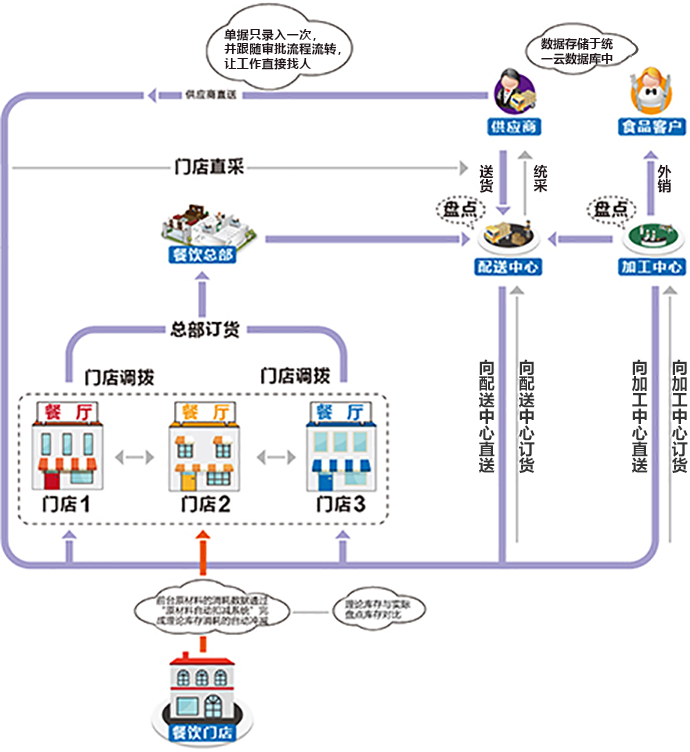 单据只录入一次，
并跟随审批流程流转，
让工作直接找人
数据存储于统
一云数据库中
供应商直送
供应商
食品客户
门店直采
送货
统采
外销
盘点
盘点
餐饮总部
配送中心
加工中心
总部订货
门店调拨
门店调拨
向配送中心直送
向配送中心订货
向加工中心直送
向加工中心订货
餐 厅
餐 厅
餐 厅
门店1
门店2
门店3
前台原材料的消耗数据通过
“原材料自动扣减系统”完
成理论库存消耗的自动冲减
理论库存与实际
盘点库存对比
餐饮门店